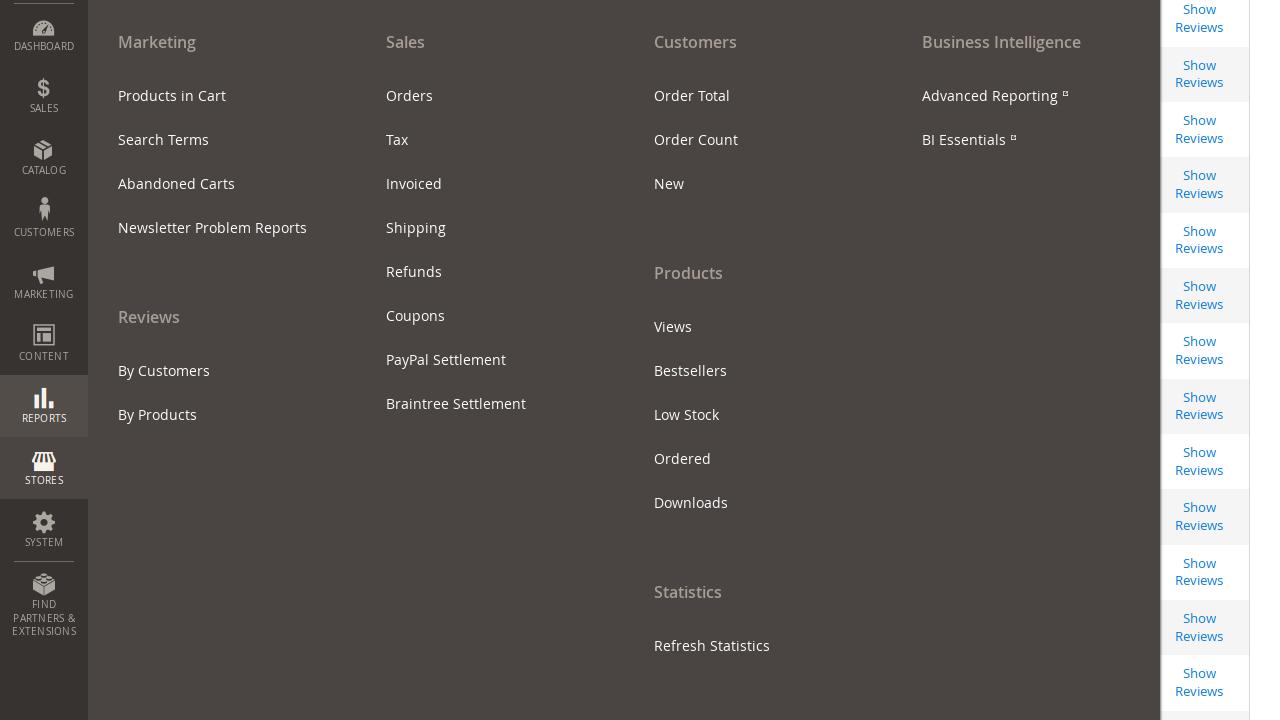 DASHBOARD
SALES
CATALOG
CUSTOMERS
MARKETING
CONTENT
REPORTS
STORES
SYSTEM
FIND
PARTNERS &
EXTENSIONS
Marketing
Products in Cart
Search Terms
Abandoned Carts
Newsletter Problem Reports
Reviews
By Customers
By Products
Sales
Orders
Tax
Invoiced
Shipping
Refunds
Coupons
PayPal Settlement
Braintree Settlement
Customers
Order Total
Order Count
New
Products
Views
Bestsellers
Low Stock
Ordered
Downloads
Statistics
Refresh Statistics
Business Intelligence
Advanced Reporting
BI Essentials
Show
Reviews
Show
Reviews
Show
Reviews
Show
Reviews
Show
Reviews
Show
Reviews
Show
Reviews
Show
Reviews
Show
Reviews
Show
Reviews
Show
Reviews
Show
Reviews
Show
Reviews